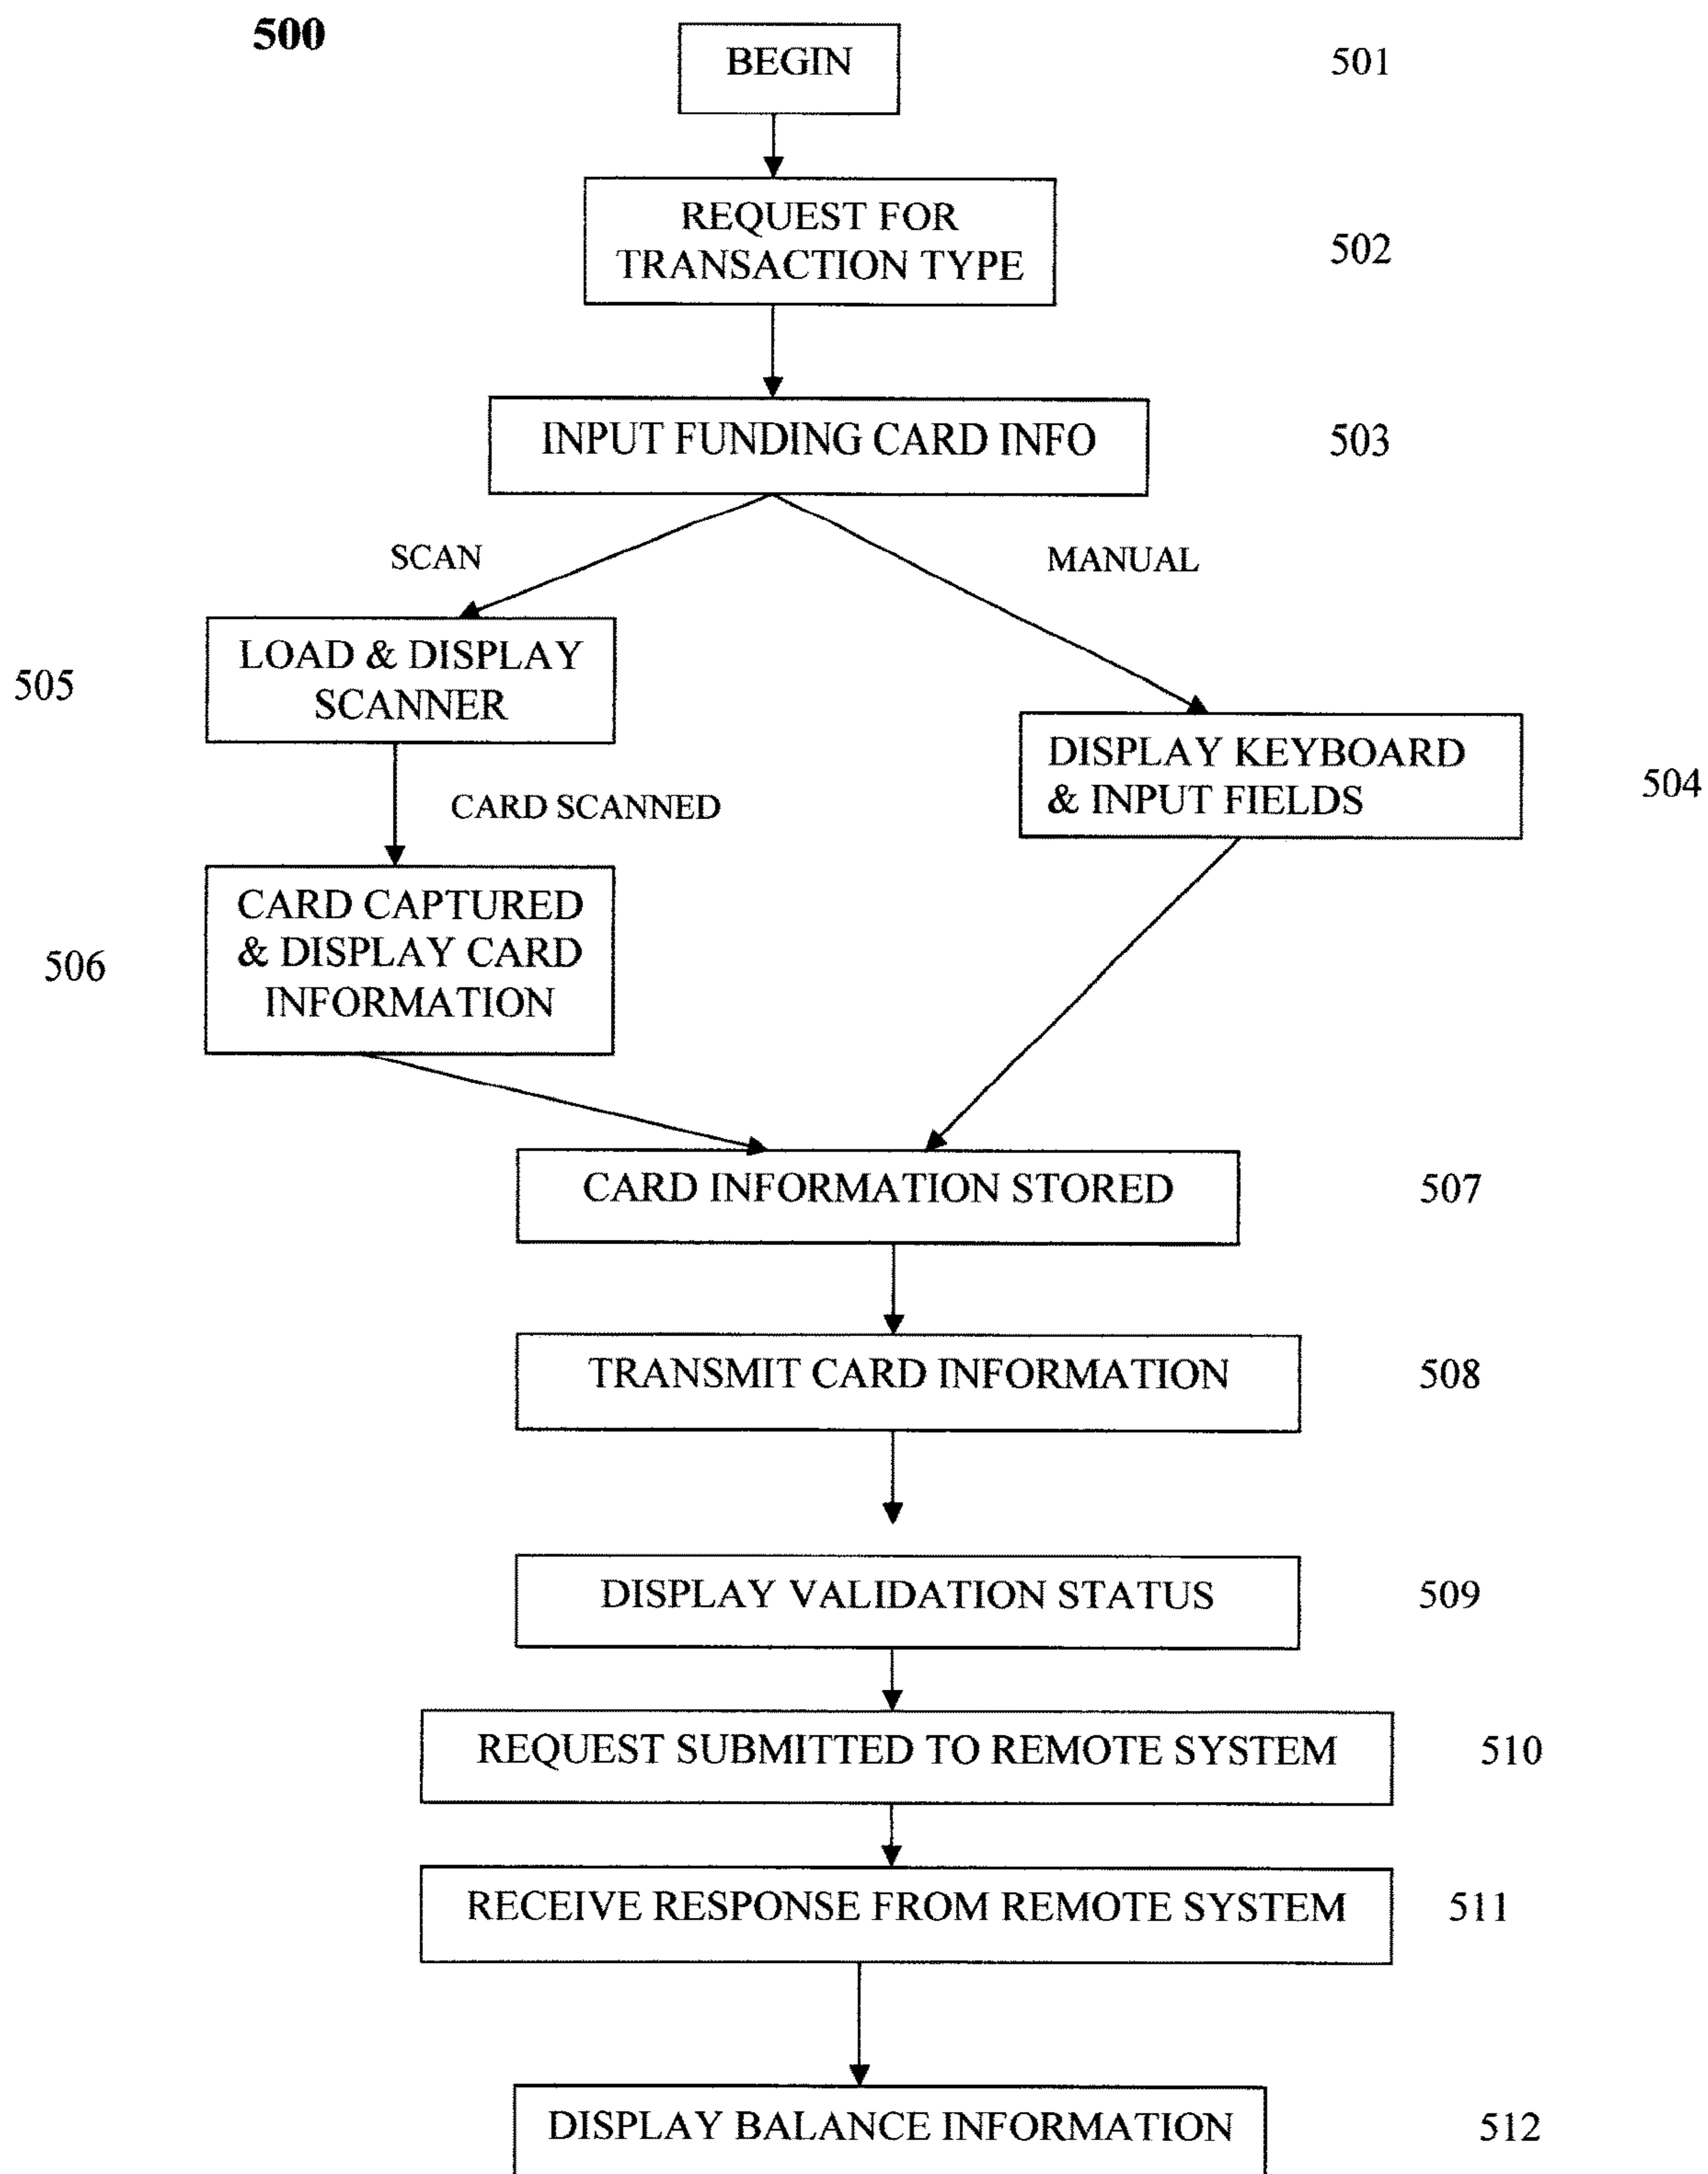 500
BEGIN
501
REQUEST FOR
TRANSACTION TYPE
502
INPUT FUNDING CARD INFO
503
SCAN
MANUAL
LOAD & DISPLAY
SCANNER
505
DISPLAY KEYBOARD
& INPUT FIELDS
504
CARD SCANNED
CARD CAPTURED
& DISPLAY CARD
INFORMATION
506
CARD INFORMATION STORED
507
TRANSMIT CARD INFORMATION
508
DISPLAY VALIDATION STATUS
509
REQUEST SUBMITTED TO REMOTE SYSTEM
510
RECEIVE RESPONSE FROM REMOTE SYSTEM
511
DISPLAY BALANCE INFORMATION
512